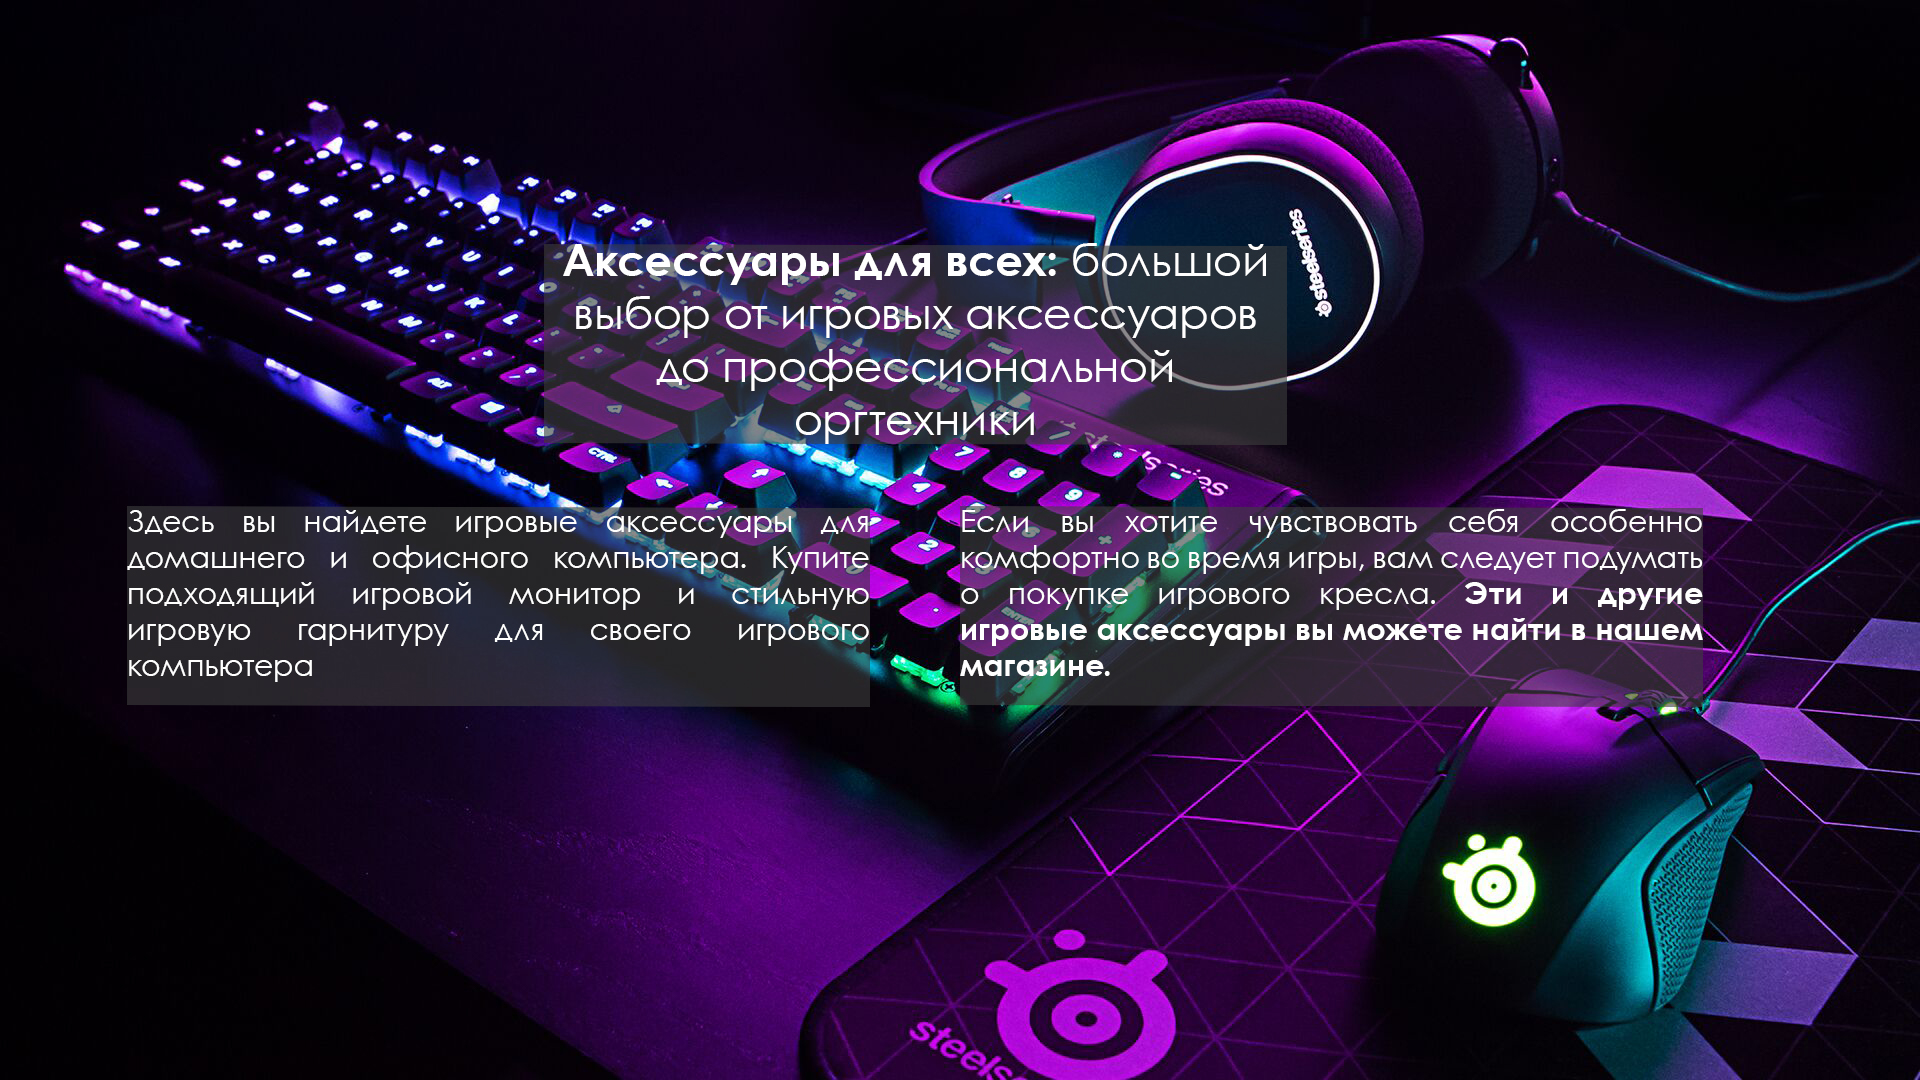 steelseries
Аксессуары для всех: большой
выбор от игровых аксессуаров
до профессиональной
оргтехники
steelseries
Здесь вы найдете игровые аксессуары для
домашнего и офисного компьютера. Купите
подходящий игровой монитор и стильную
игровую гарнитуру для своего игрового
компьютера
Если вы хотите чувствовать себя особенно
комфортно во время игры, вам следует подумать
о покупке игрового кресла. Эти и другие
игровые аксессуары вы можете найти в нашем
магазине.